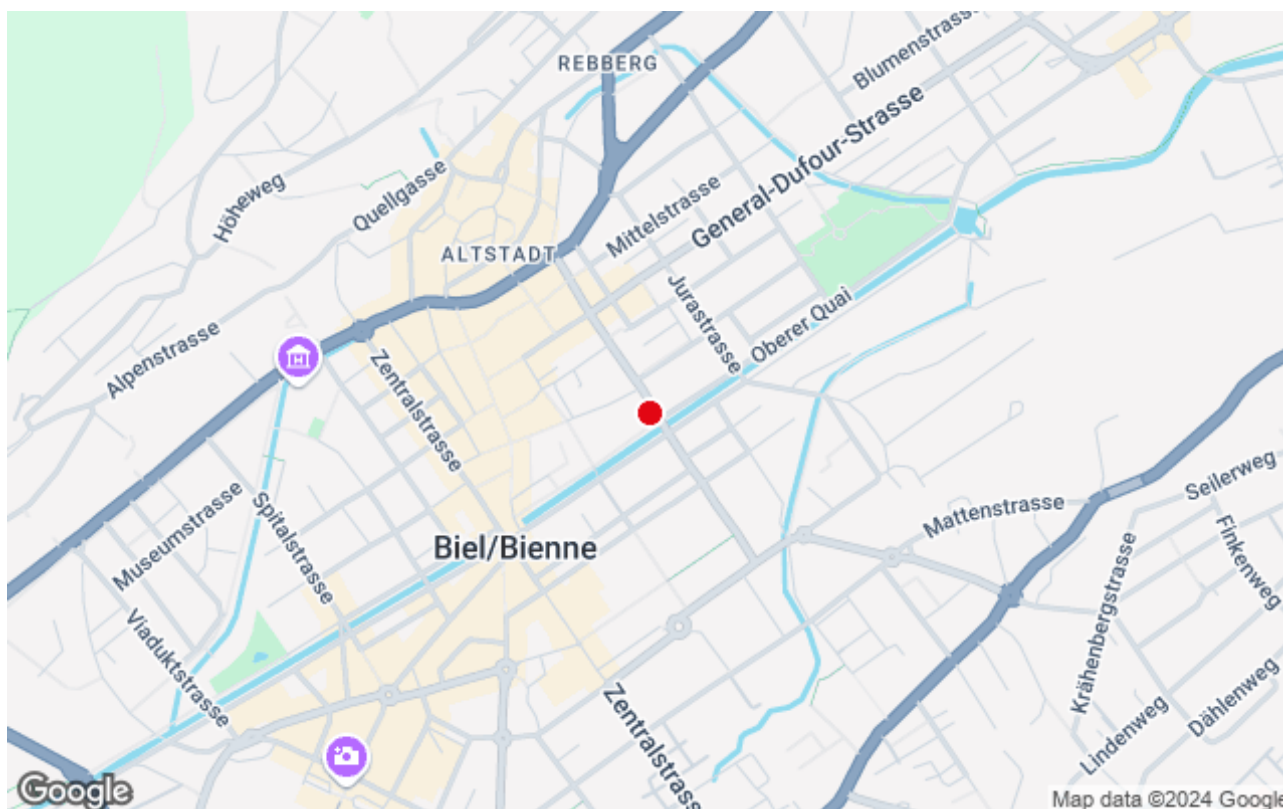 REBBERG
Blumenstrasse
General-Dufour-Strasse
Höheweg
Quellgasse
Mittelstrasse
ALTSTADT
Jurastrasse
Oberer Quai
Alpenstrasse
Zentralstrasse
Museumstrasse
Spitalstrasse
Biel/Bienne
Mattenstrasse
Seilerweg
Finkenweg
Krähenbergstrasse
Viaduktstrasse
Zentralstrasse
Lindenweg
Dählenweg
Google
Map data ©2024 Google